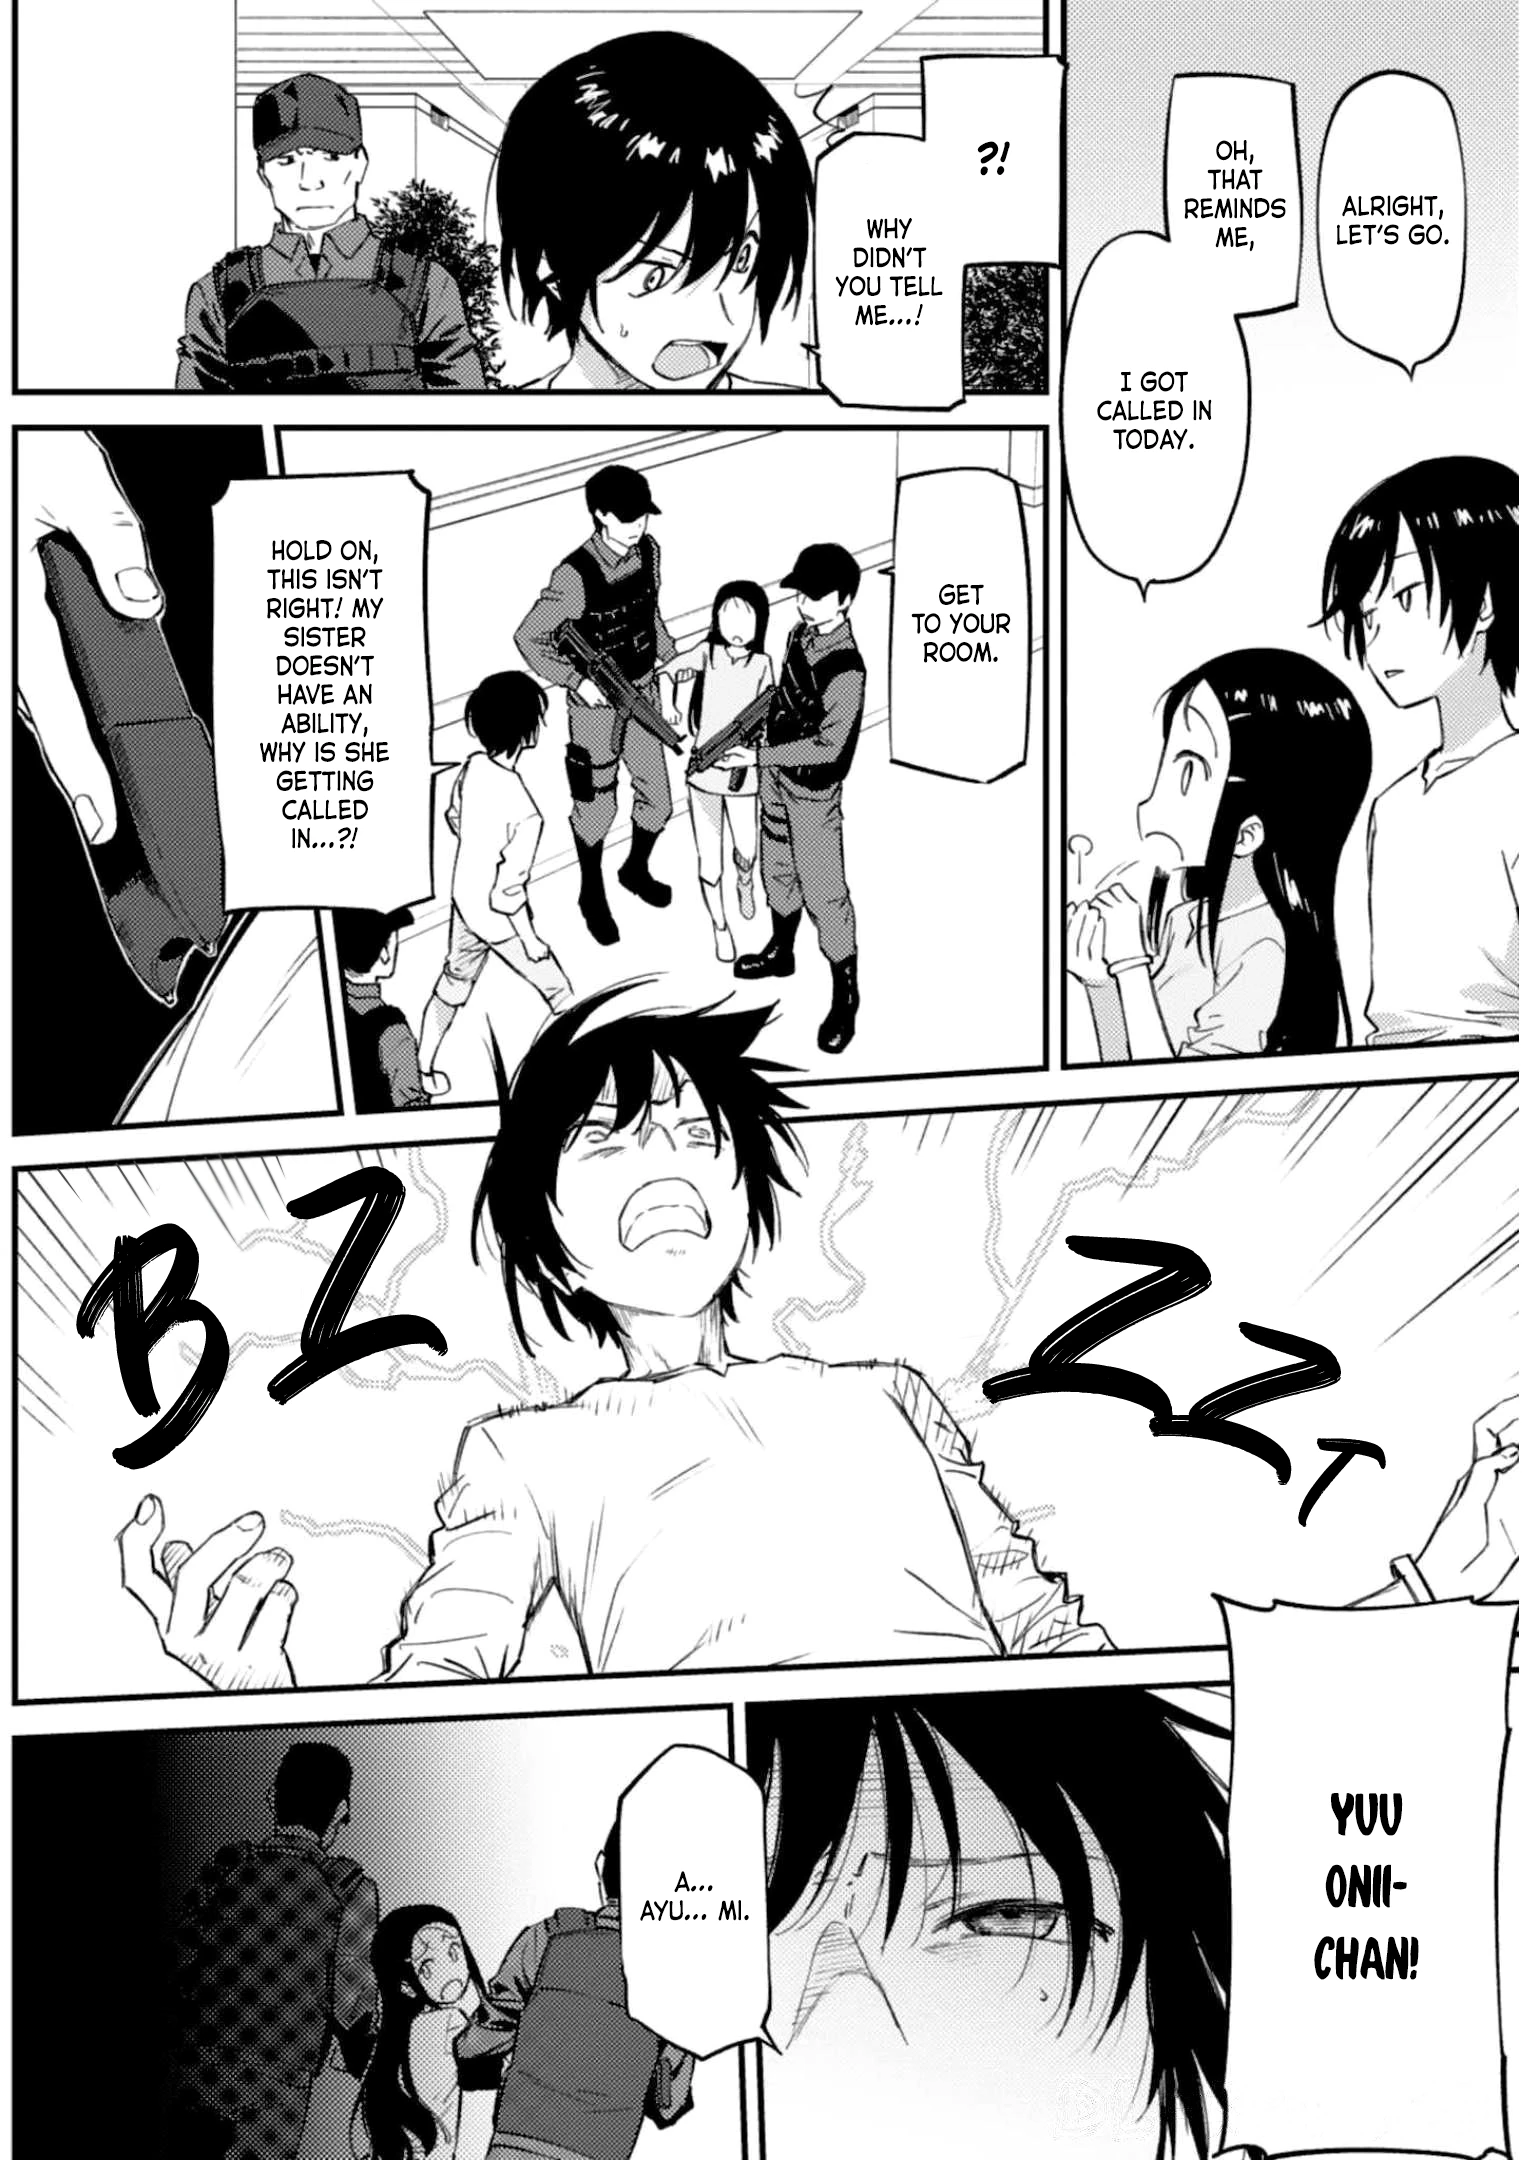 ALRIGHT,
LET'S GO.
OH,
THAT
REMINDS
ME,
I GOT
CALLED IN
TODAY.
?!
WHY
DIDN'T
YOU TELL
ME...!
GET
TO YOUR
ROOM.
HOLD ON,
THIS ISN'T
RIGHT! MY
SISTER
DOESN'T
HAVE AN
ABILITY,
WHY IS SHE
GETTING
CALLED
IN...?!
BZZZT
YUU
ONII-
CHAN!
A...
AYU... MI.